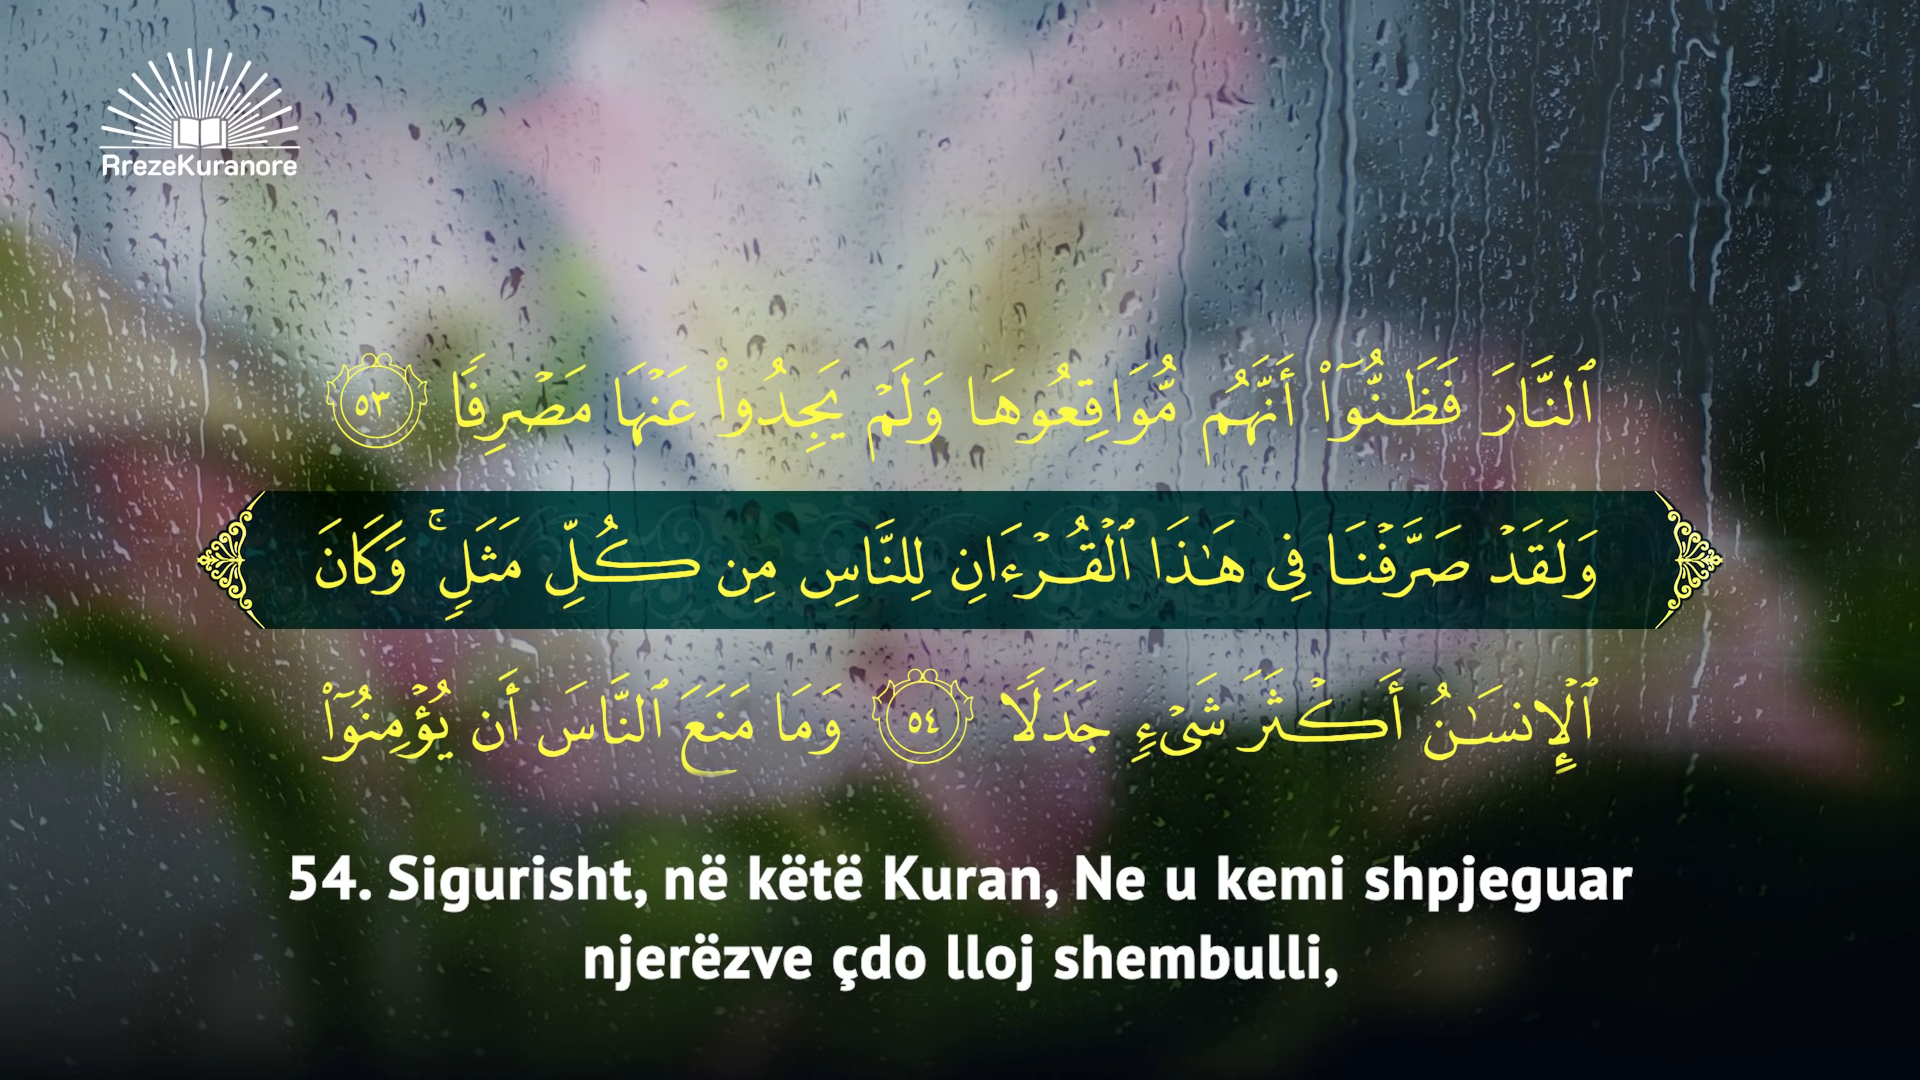 RrezeKuranore
ٱلنَّارَ فَظَنُّوٓا۟ أَنَّهُم مُّوَاقِعُوهَا وَلَمْ يَجِدُوا۟ عَنْهَا مَصْرِفًا ٥٣
وَلَقَدْ صَرَّفْنَا فِى هَـٰذَا ٱلْقُرْءَانِ لِلنَّاسِ مِن كُلِّ مَثَلٍ ۚ وَكَانَ
ٱلْإِنسَـٰنُ أَكْثَرَ شَىْءٍ جَدَلًا ٥٤ وَمَا مَنَعَ ٱلنَّاسَ أَن يُؤْمِنُوٓا۟
54. Sigurisht, në këtë Kuran, Ne u kemi shpjeguar
njerëzve çdo lloj shembulli,